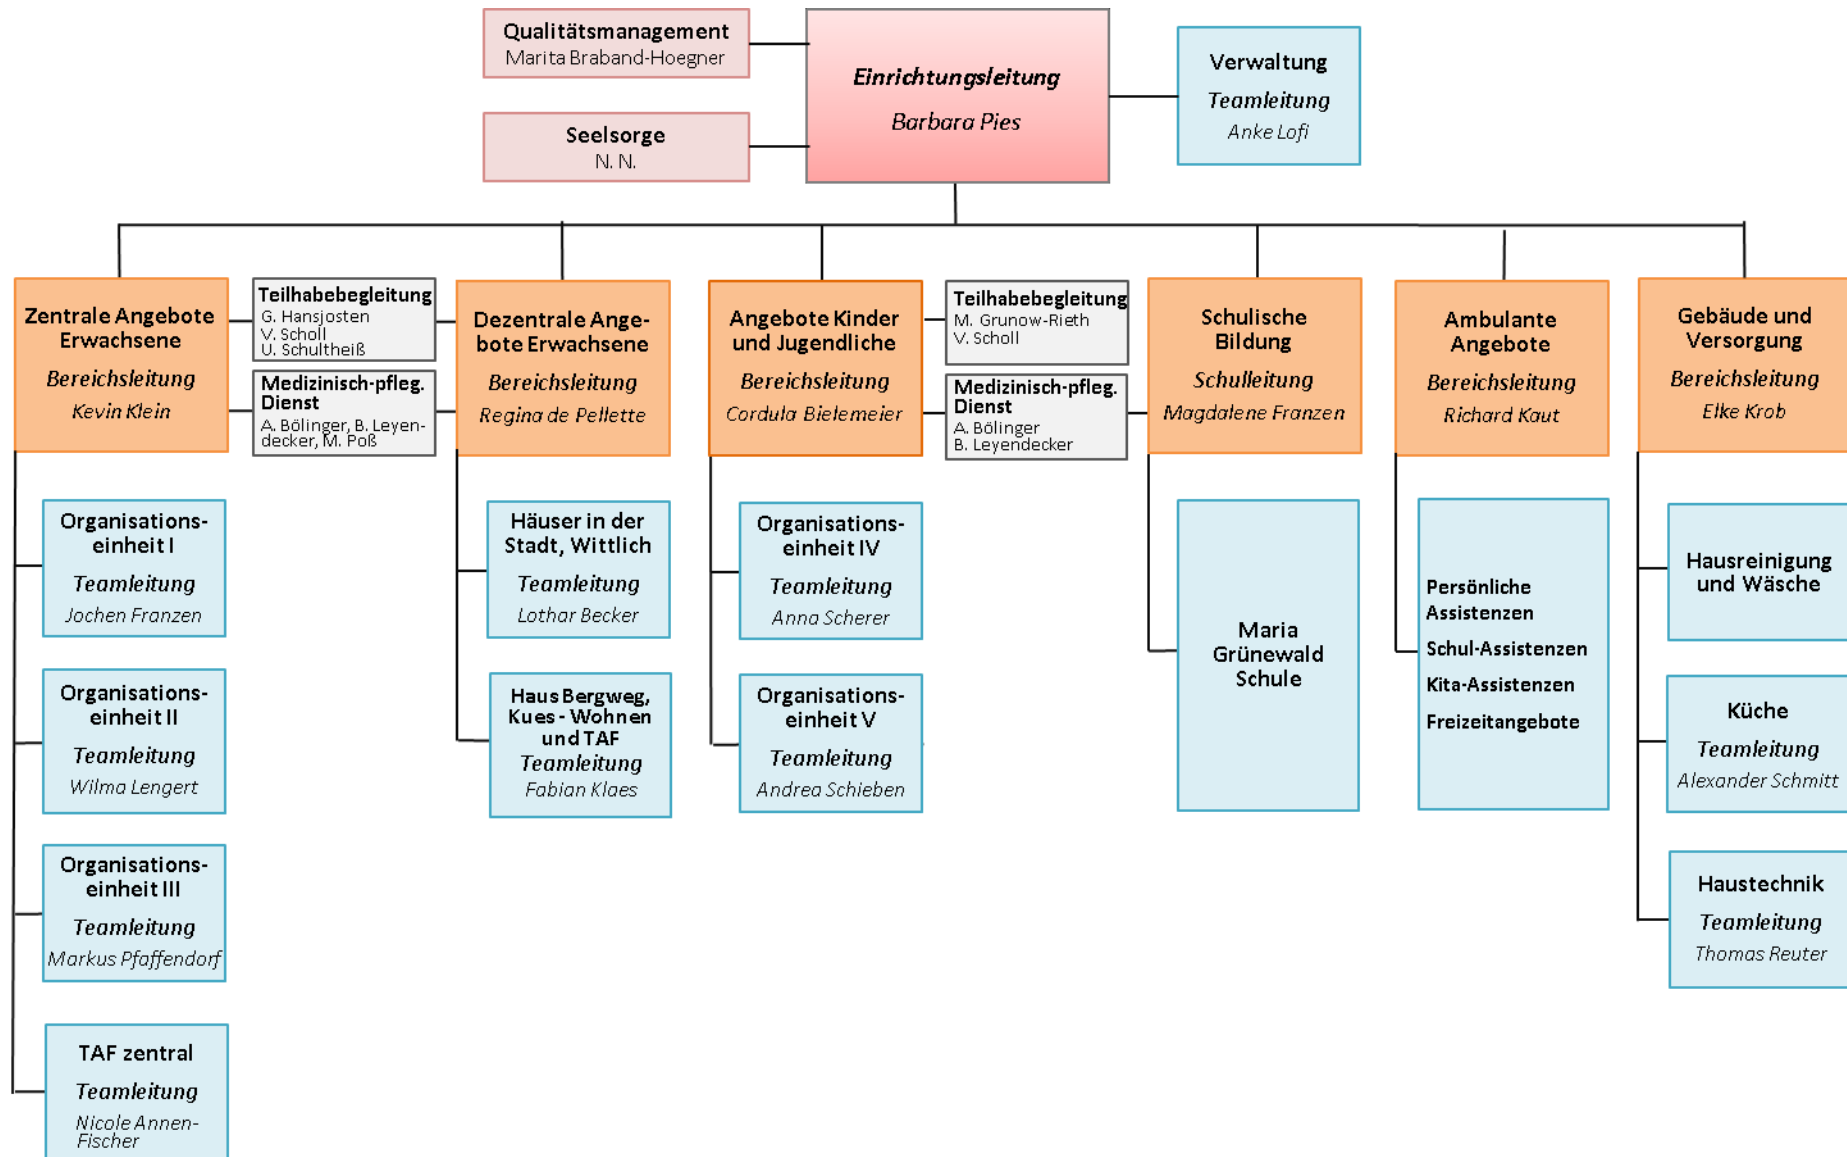 Qualitätsmanagement
Marita Braband-Hoegner
Seelsorge
N. N.
Einrichtungsleitung
Barbara Pies
Verwaltung
Teamleitung
Anke Lofi
Zentrale Angebote
Erwachsene
Bereichsleitung
Kevin Klein
Teilhabebegleitung
G. Hansjosten
V. Scholl
U. Schultheiß
Medizinisch-pfleg.
Dienst
A. Bölinger, B. Leyen-
decker, M. Poß
Dezentrale Ange-
bote Erwachsene
Bereichsleitung
Regina de Pellette
Angebote Kinder
und Jugendliche
Bereichsleitung
Cordula Bielemeier
Teilhabebegleitung
M. Grunow-Rieth
V. Scholl
Medizinisch-pfleg.
Dienst
A. Bölinger
B. Leyendecker
Schulische
Bildung
Schulleitung
Magdalene Franzen
Ambulante
Angebote
Bereichsleitung
Richard Kaut
Gebäude und
Versorgung
Bereichsleitung
Elke Krob
Organisations-
einheit I
Teamleitung
Jochen Franzen
Organisations-
einheit II
Teamleitung
Wilma Lengert
Organisations-
einheit III
Teamleitung
Markus Pfaffendorf
TAF zentral
Teamleitung
Nicole Annen-
Fischer
Häuser in der
Stadt, Wittlich
Teamleitung
Lothar Becker
Haus Bergweg,
Kues - Wohnen
und TAF
Teamleitung
Fabian Klaes
Organisations-
einheit IV
Teamleitung
Anna Scherer
Organisations-
einheit V
Teamleitung
Andrea Schieben
Maria
Grünewald
Schule
Persönliche
Assistenzen
Schul-Assistenzen
Kita-Assistenzen
Freizeitangebote
Hausreinigung
und Wäsche
Küche
Teamleitung
Alexander Schmitt
Haustechnik
Teamleitung
Thomas Reuter